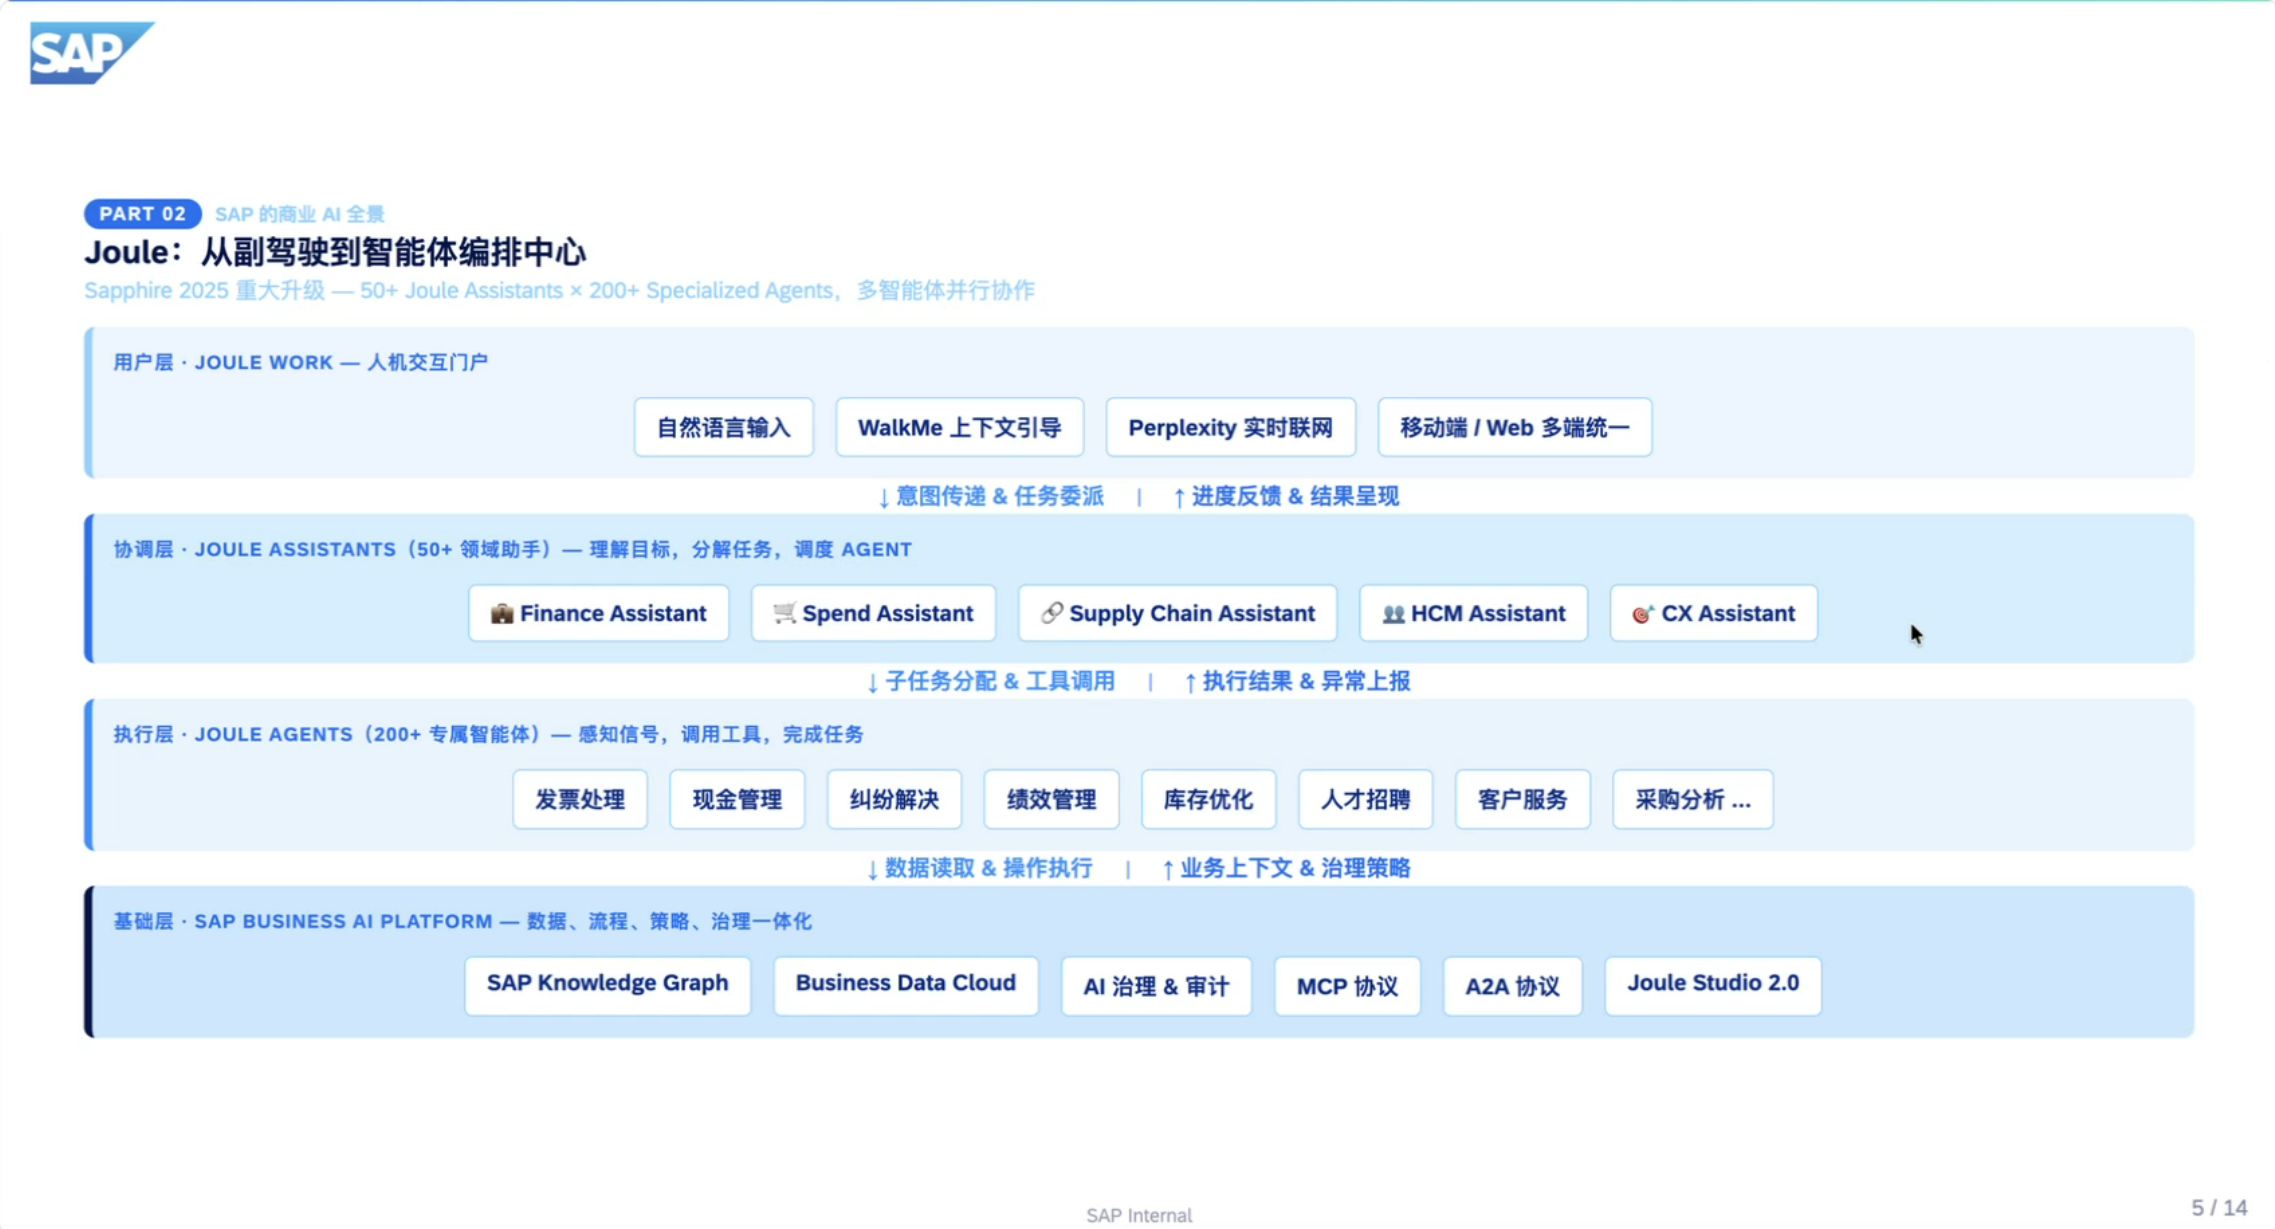 SAP
PART 02 SAP 的商业 AI 全景
Joule：从副驾驶到智能体编排中心
Sapphire 2025 重大升级 — 50+ Joule Assistants × 200+ Specialized Agents，多智能体并行协作
用户层 · JOULE WORK — 人机交互门户
自然语言输入 WalkMe 上下文引导 Perplexity 实时联网 移动端 / Web 多端统一
↓ 意图传递 & 任务委派 | ↑ 进度反馈 & 结果呈现
协调层 · JOULE ASSISTANTS（50+ 领域助手）— 理解目标，分解任务，调度 AGENT
💼 Finance Assistant 🛒 Spend Assistant 🔗 Supply Chain Assistant 👥 HCM Assistant 🎯 CX Assistant
↓ 子任务分配 & 工具调用 | ↑ 执行结果 & 异常上报
执行层 · JOULE AGENTS（200+ 专属智能体）— 感知信号，调用工具，完成任务
发票处理 现金管理 纠纷解决 绩效管理 库存优化 人才招聘 客户服务 采购分析 ...
↓ 数据读取 & 操作执行 | ↑ 业务上下文 & 治理策略
基础层 · SAP BUSINESS AI PLATFORM — 数据、流程、策略、治理一体化
SAP Knowledge Graph Business Data Cloud AI 治理 & 审计 MCP 协议 A2A 协议 Joule Studio 2.0
SAP Internal
5 / 14